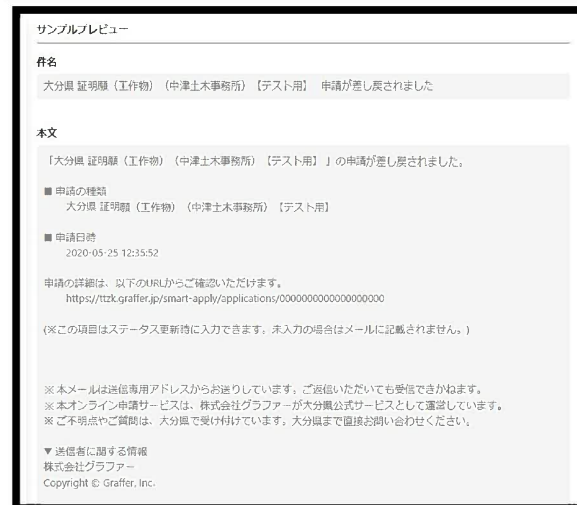 サンプルプレビュー
件名
大分県 証明願（工作物）（中津土木事務所）【テスト用】　申請が差し戻されました
本文
「大分県 証明願（工作物）（中津土木事務所）【テスト用】」の申請が差し戻されました。
■ 申請の種類
大分県 証明願（工作物）（中津土木事務所）【テスト用】
■ 申請日時
2020-05-25 12:35:52
申請の詳細は、以下のURLからご確認いただけます。
https://ttzk.graffer.jp/smart-apply/applications/0000000000000000000
(※この項目はステータス更新時に入力できます。未入力の場合はメールに記載されません。)
※ 本メールは送信専用アドレスからお送りしています。ご返信いただいても受信できかねます。
※ 本オンライン申請サービスは、株式会社グラファーが大分県公式サービスとして運営しています。
※ ご不明点やご質問は、大分県で受け付けています。大分県まで直接お問い合わせください。
▼ 送信者に関する情報
株式会社グラファー
Copyright © Graffer, Inc.